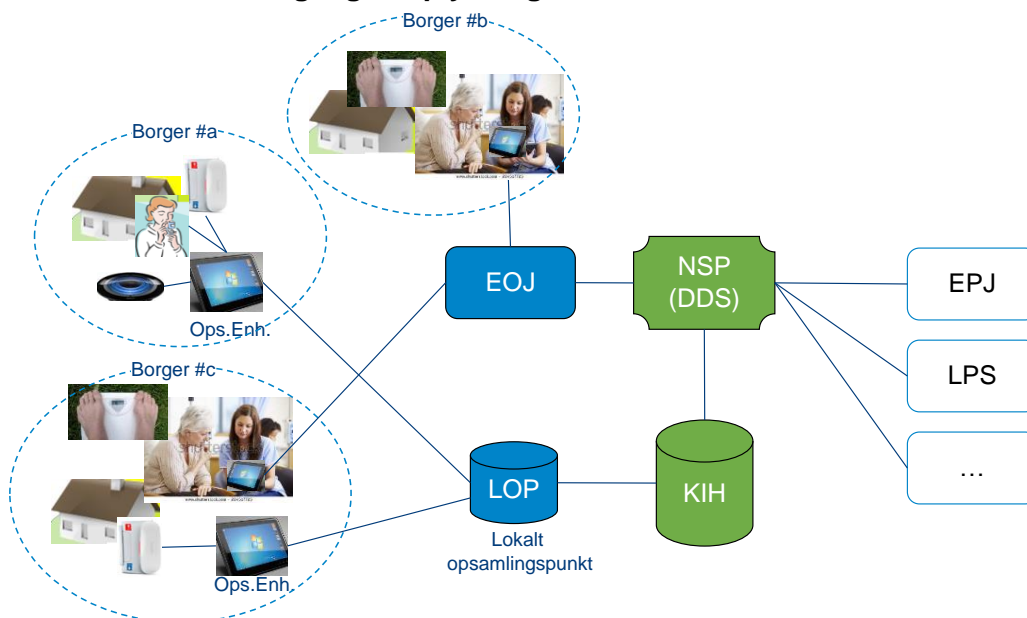 Borger #b
Borger #a
Ops.Enh.
Borger #c
Ops.Enh.
EOJ
NSP
(DDS)
EPJ
LPS
…
LOP
KIH
Lokalt
opsamlingspunkt